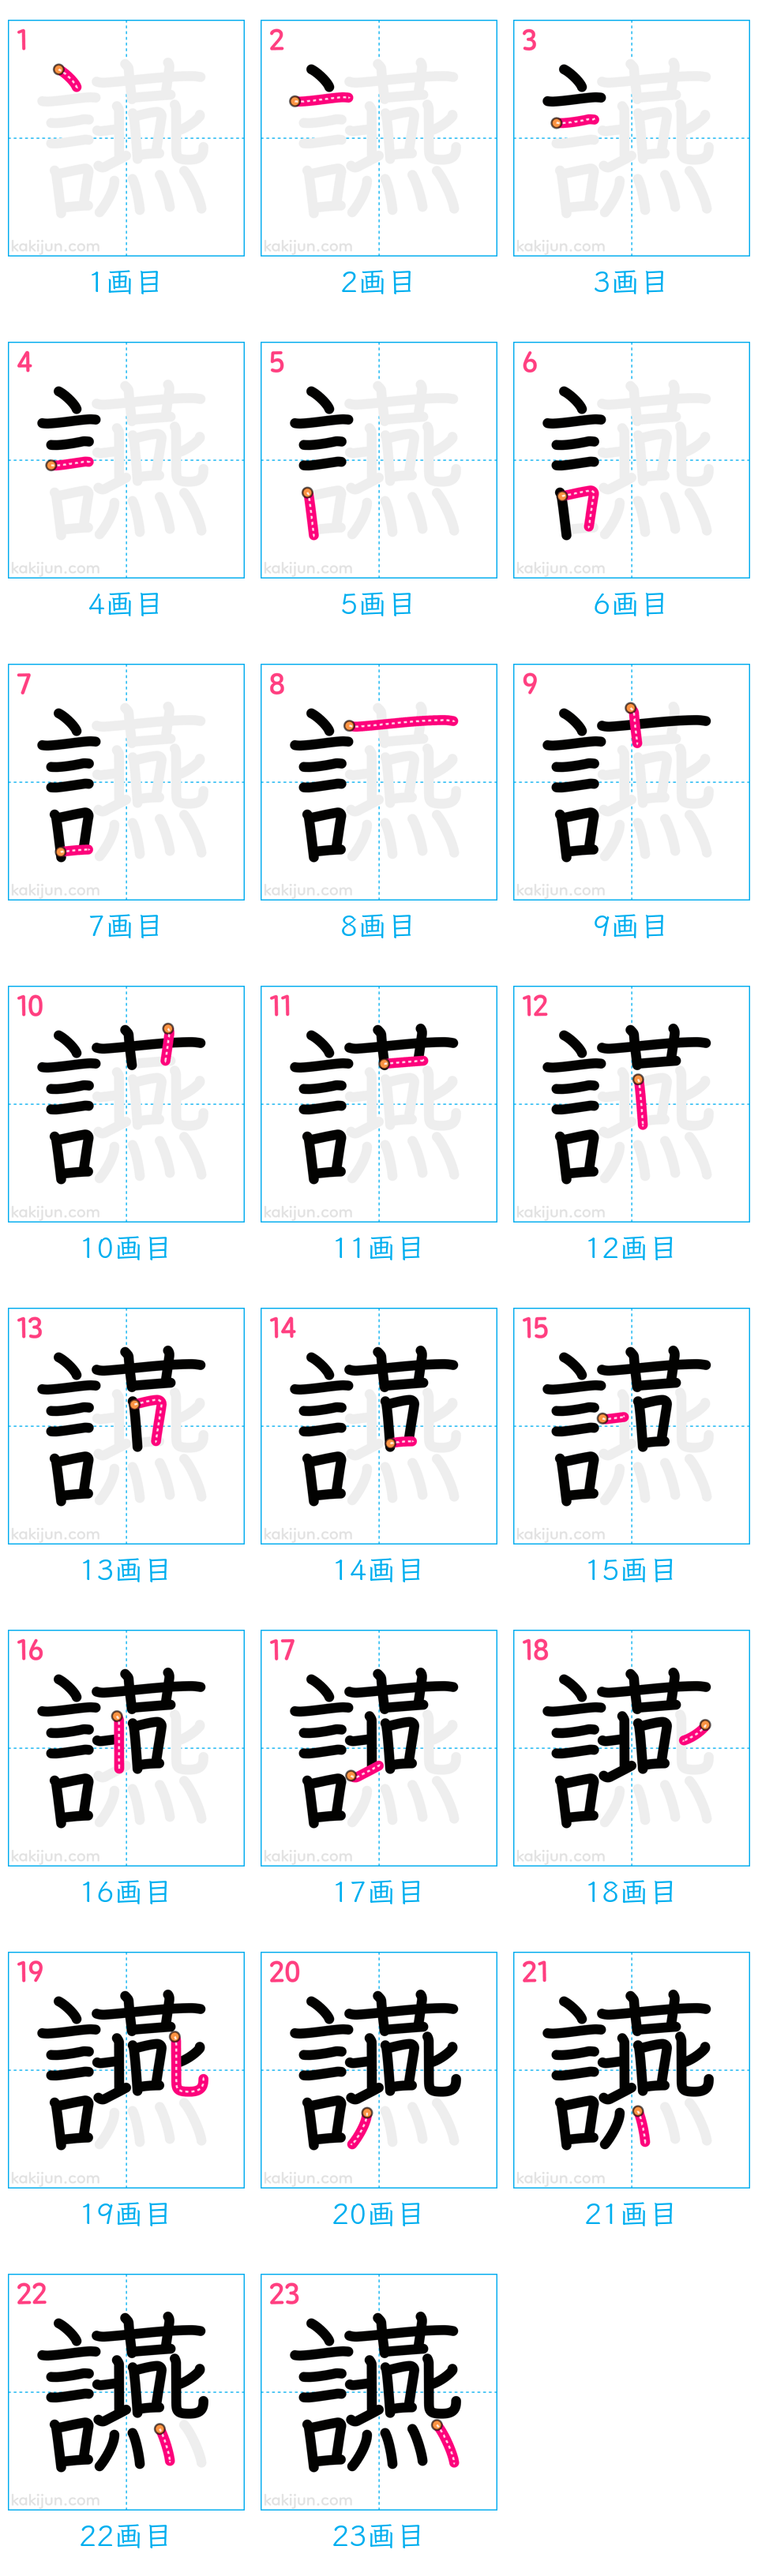 1 2 3
kakijun.com kakijun.com kakijun.com
1画目 2画目 3画目
4 5 6
kakijun.com kakijun.com kakijun.com
4画目 5画目 6画目
7 8 9
kakijun.com kakijun.com kakijun.com
7画目 8画目 9画目
10 11 12
kakijun.com kakijun.com kakijun.com
10画目 11画目 12画目
13 14 15
kakijun.com kakijun.com kakijun.com
13画目 14画目 15画目
16 17 18
kakijun.com kakijun.com kakijun.com
16画目 17画目 18画目
19 20 21
kakijun.com kakijun.com kakijun.com
19画目 20画目 21画目
22 23
讌 讌
kakijun.com kakijun.com
22画目 23画目